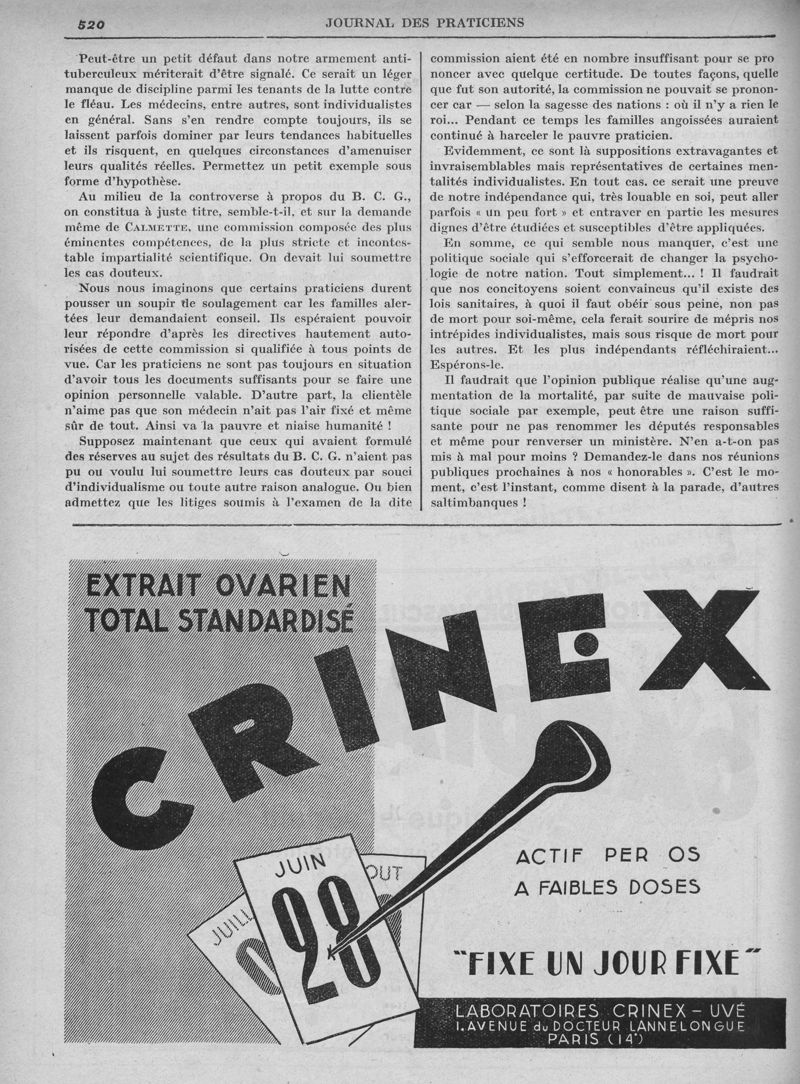 520
JOURNAL DES PRATICIENS
Peut-être un petit défaut dans notre armement anti-
tuberculeux mériterait d'être signalé. Ce serait un léger
manque de discipline parmi les tenants de la lutte contre
le fléau. Les médecins, entre autres, sont individualistes
en général. Sans s'en rendre compte toujours, ils se
laissent parfois dominer par leurs tendances habituelles
et ils risquent, en quelques circonstances d'amenuiser
leurs qualités réelles. Permettez un petit exemple sous
forme d'hypothèse.
Au milieu de la controverse à propos du B. C. G.,
on constitua à juste titre, semble-t-il, et sur la demande
même de CALMETTE, une commission composée des plus
éminentes compétences, de la plus stricte et incontes-
table impartialité scientifique. On devait lui soumettre
les cas douteux.
Nous nous imaginons que certains praticiens durent
pousser un soupir de soulagement car les familles aler-
tées leur demandaient conseil. Ils espéraient pouvoir
leur répondre d'après les directives hautement auto-
risées de cette commission si qualifiée à tous points de
vue. Car les praticiens ne sont pas toujours en situation
d'avoir tous les documents suffisants pour se faire une
opinion personnelle valable. D'autre part, la clientèle
n'aime pas que son médecin n'ait pas l'air fixé et même
sûr de tout. Ainsi va la pauvre et niaise humanité !
Supposez maintenant que ceux qui avaient formulé
des réserves au sujet des résultats du B. C. G. n'aient pas
pu ou voulu lui soumettre leurs cas douteux par souci
d'individualisme ou toute autre raison analogue. Ou bien
admettez que les litiges soumis à l'examen de la dite
commission aient été en nombre insuffisant pour se pro
noncer avec quelque certitude. De toutes façons, quelle
que fut son autorité, la commission ne pouvait se pronon-
cer car — selon la sagesse des nations : où il n'y a rien le
roi... Pendant ce temps les familles angoissées auraient
continué à harceler le pauvre praticien.
Evidemment, ce sont là suppositions extravagantes et
invraisemblables mais représentatives de certaines men-
talités individualistes. En tout cas. ce serait une preuve
de notre indépendance qui, très louable en soi, peut aller
parfois « un peu fort » et entraver en partie les mesures
dignes d'être étudiées et susceptibles d'être appliquées.
En somme, ce qui semble nous manquer, c'est une
politique sociale qui s'efforcerait de changer la psycho-
logie de notre nation. Tout simplement... ! Il faudrait
que nos concitoyens soient convaincus qu'il existe des
lois sanitaires, à quoi il faut obéir sous peine, non pas
de mort pour soi-même, cela ferait sourire de mépris nos
intrépides individualistes, mais sous risque de mort pour
les autres. Et les plus indépendants réfléchiraient...
Espérons-le.
Il faudrait que l'opinion publique réalise qu'une aug-
mentation de la mortalité, par suite de mauvaise poli-
tique sociale par exemple, peut être une raison suffi-
sante pour ne pas renommer les députés responsables
et même pour renverser un ministère. N'en a-t-on pas
mis à mal pour moins ? Demandez-le dans nos réunions
publiques prochaines à nos « honorables ». C'est le mo-
ment, c'est l'instant, comme disent à la parade, d'autres
saltimbanques !
EXTRAIT OVARIEN
TOTAL STANDARDISÉ
CRINEX
JUILL
JUIN
28
OUT
ACTIF PER OS
A FAIBLES DOSES
"FIXE UN JOUR FIXE"
LABORATOIRES CRINEX - UVÉ
1. AVENUE du DOCTEUR LANNELONGUE
PARIS (14e)